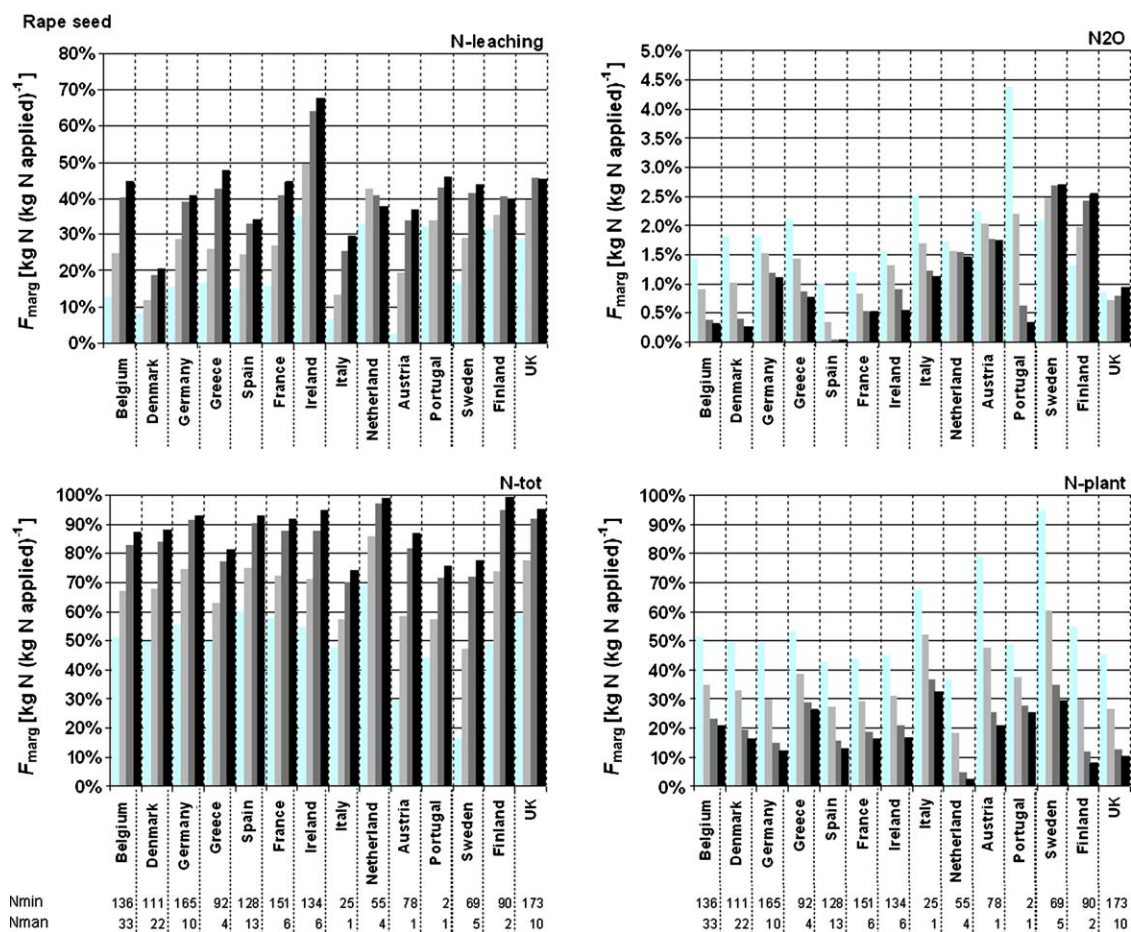 Rape seed
N-leaching
80%
70%
60%
50%
40%
30%
20%
10%
0%
F marg [kg N (kg N applied)-1]
Belgium
Denmark
Germany
Greece
Spain
France
Ireland
Italy
Netherland
Austria
Portugal
Sweden
Finland
UK
N2O
5.0%
4.5%
4.0%
3.5%
3.0%
2.5%
2.0%
1.5%
1.0%
0.5%
0.0%
F marg [kg N (kg N applied)-1]
Belgium
Denmark
Germany
Greece
Spain
France
Ireland
Italy
Netherland
Austria
Portugal
Sweden
Finland
UK
N-tot
100%
90%
80%
70%
60%
50%
40%
30%
20%
10%
0%
F marg [kg N (kg N applied)-1]
Belgium
Denmark
Germany
Greece
Spain
France
Ireland
Italy
Netherland
Austria
Portugal
Sweden
Finland
UK
Nmin 136 111 165 92 128 151 134 25 55 78 2 69 90 173
Nman 33 22 10 4 13 6 6 1 4 1 1 5 2 10
N-plant
100%
90%
80%
70%
60%
50%
40%
30%
20%
10%
0%
F marg [kg N (kg N applied)-1]
Belgium
Denmark
Germany
Greece
Spain
France
Ireland
Italy
Netherland
Austria
Portugal
Sweden
Finland
UK
136 111 165 92 128 151 134 25 55 78 2 69 90 173
33 22 10 4 13 6 6 1 4 1 1 5 2 10